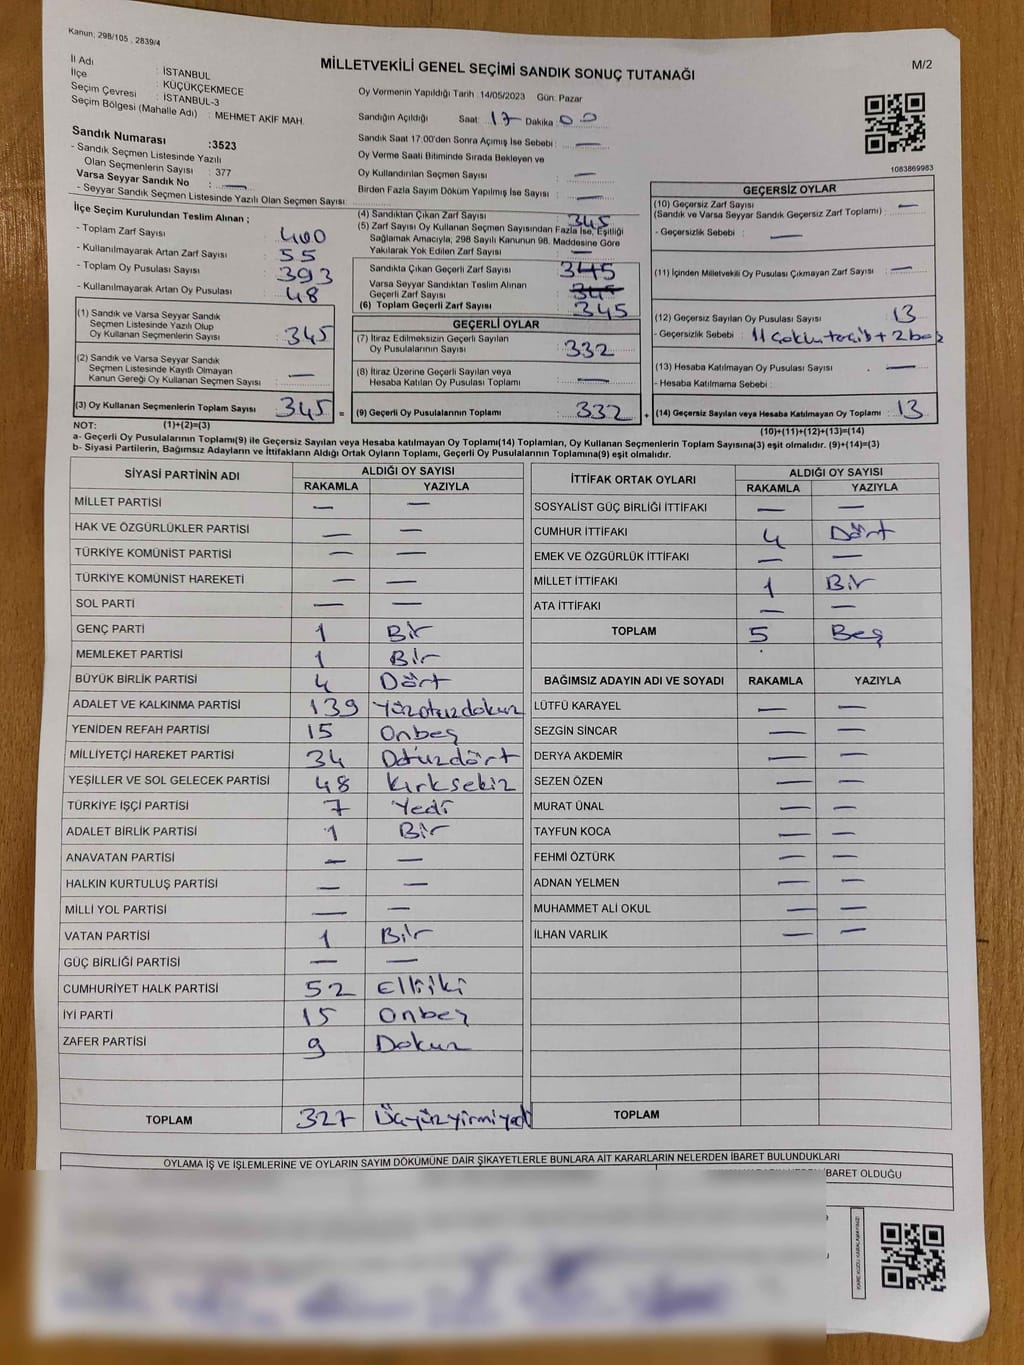 Kanun; 298/105 , 2839/4
M/2
MİLLETVEKİLİ GENEL SEÇİMİ SANDIK SONUÇ TUTANAĞI
İl Adı : İSTANBUL
İlçe : KÜÇÜKÇEKMECE
Seçim Çevresi : İSTANBUL-3
Seçim Bölgesi (Mahalle Adı) : MEHMET AKİF MAH.
Sandık Numarası :3523
- Sandık Seçmen Listesinde Yazılı
Olan Seçmenlerin Sayısı : 377
Varsa Seyyar Sandık No : —
- Seyyar Sandık Seçmen Listesinde Yazılı Olan Seçmen Sayısı:
Oy Vermenin Yapıldığı Tarih :14/05/2023 Gün: Pazar
Sandığın Açıldığı Saat: 17 Dakika 00
Sandık Saat 17:00'den Sonra Açımış İse Sebebi : —
Oy Verme Saati Bitiminde Sırada Bekleyen ve
Oy Kullandırılan Seçmen Sayısı : —
Birden Fazla Sayım Döküm Yapılmış İse Sayısı : —
1083869983
İlçe Seçim Kurulundan Teslim Alınan ;
- Toplam Zarf Sayısı : 400
- Kullanılmayarak Artan Zarf Sayısı : 55
- Toplam Oy Pusulası Sayısı : 393
- Kullanılmayarak Artan Oy Pusulası : 48
(1) Sandık ve Varsa Seyyar Sandık
Seçmen Listesinde Yazılı Olup
Oy Kullanan Seçmenlerin Sayısı : 345
(2) Sandık ve Varsa Seyyar Sandık
Seçmen Listesinde Kayıtlı Olmayan
Kanun Gereği Oy Kullanan Seçmen Sayısı : —
(3) Oy Kullanan Seçmenlerin Toplam Sayısı : 345 =
(1)+(2)=(3)
(4) Sandıktan Çıkan Zarf Sayısı : 345
(5) Zarf Sayısı Oy Kullanan Seçmen Sayısından Fazla İse, Eşitliği
Sağlamak Amacıyla, 298 Sayılı Kanunun 98. Maddesine Göre
Yakılarak Yok Edilen Zarf Sayısı : —
Sandıkta Çıkan Geçerli Zarf Sayısı : 345
Varsa Seyyar Sandıktan Teslim Alınan
Geçerli Zarf Sayısı : 345
(6) Toplam Geçerli Zarf Sayısı : 345
GEÇERLİ OYLAR
(7) İtiraz Edilmeksizin Geçerli Sayılan
Oy Pusulalarının Sayısı : 332
(8) İtiraz Üzerine Geçerli Sayılan veya
Hesaba Katılan Oy Pusulası Toplamı : —
(9) Geçerli Oy Pusulalarının Toplamı : 332 +
GEÇERSİZ OYLAR
(10) Geçersiz Zarf Sayısı
(Sandık ve Varsa Seyyar Sandık Geçersiz Zarf Toplamı) : —
- Geçersizlik Sebebi : —
(11) İçinden Milletvekili Oy Pusulası Çıkmayan Zarf Sayısı : —
(12) Geçersiz Sayılan Oy Pusulası Sayısı : 13
- Geçersizlik Sebebi : 11 çoklu tercih + 2 boş
(13) Hesaba Katılmayan Oy Pusulası Sayısı : —
- Hesaba Katılmama Sebebi :
(14) Geçersiz Sayılan veya Hesaba Katılmayan Oy Toplamı : 13
(10)+(11)+(12)+(13)=(14)
NOT:
a- Geçerli Oy Pusulalarının Toplamı(9) ile Geçersiz Sayılan veya Hesaba katılmayan Oy Toplamı(14) Toplamları, Oy Kullanan Seçmenlerin Toplam Sayısına(3) eşit olmalıdır. (9)+(14)=(3)
b- Siyasi Partilerin, Bağımsız Adayların ve İttifakların Aldığı Ortak Oyların Toplamı, Geçerli Oy Pusulalarının Toplamına(9) eşit olmalıdır.
SİYASİ PARTİNİN ADI ALDIĞI OY SAYISI
RAKAMLA YAZIYLA
MİLLET PARTİSİ — —
HAK VE ÖZGÜRLÜKLER PARTİSİ — —
TÜRKİYE KOMÜNİST PARTİSİ — —
TÜRKİYE KOMÜNİST HAREKETİ — —
SOL PARTİ — —
GENÇ PARTİ 1 Bir
MEMLEKET PARTİSİ 1 Bir
BÜYÜK BİRLİK PARTİSİ 4 Dört
ADALET VE KALKINMA PARTİSİ 139 Yüzotuzdokuz
YENİDEN REFAH PARTİSİ 15 Onbeş
MİLLİYETÇİ HAREKET PARTİSİ 34 Otuzdört
YEŞİLLER VE SOL GELECEK PARTİSİ 48 Kırksekiz
TÜRKİYE İŞÇİ PARTİSİ 7 Yedi
ADALET BİRLİK PARTİSİ 1 Bir
ANAVATAN PARTİSİ — —
HALKIN KURTULUŞ PARTİSİ — —
MİLLİ YOL PARTİSİ — —
VATAN PARTİSİ 1 Bir
GÜÇ BİRLİĞİ PARTİSİ — —
CUMHURİYET HALK PARTİSİ 52 Elliiki
İYİ PARTİ 15 Onbeş
ZAFER PARTİSİ 9 Dokuz
TOPLAM 327 Üçyüzyirmiyedi
İTTİFAK ORTAK OYLARI ALDIĞI OY SAYISI
RAKAMLA YAZIYLA
SOSYALİST GÜÇ BİRLİĞİ İTTİFAKI — —
CUMHUR İTTİFAKI 4 Dört
EMEK VE ÖZGÜRLÜK İTTİFAKI — —
MİLLET İTTİFAKI 1 Bir
ATA İTTİFAKI — —
TOPLAM 5 Beş
BAĞIMSIZ ADAYIN ADI VE SOYADI RAKAMLA YAZIYLA
LÜTFÜ KARAYEL — —
SEZGİN SİNCAR — —
DERYA AKDEMİR — —
SEZEN ÖZEN — —
MURAT ÜNAL — —
TAYFUN KOCA — —
FEHMİ ÖZTÜRK — —
ADNAN YELMEN — —
MUHAMMET ALİ OKUL — —
İLHAN VARLIK — —
TOPLAM
OYLAMA İŞ VE İŞLEMLERİNE VE OYLARIN SAYIM DÖKÜMÜNE DAİR ŞİKAYETLERLE BUNLARA AİT KARARLARIN NELERDEN İBARET BULUNDUKLARI
İBARET OLDUĞU